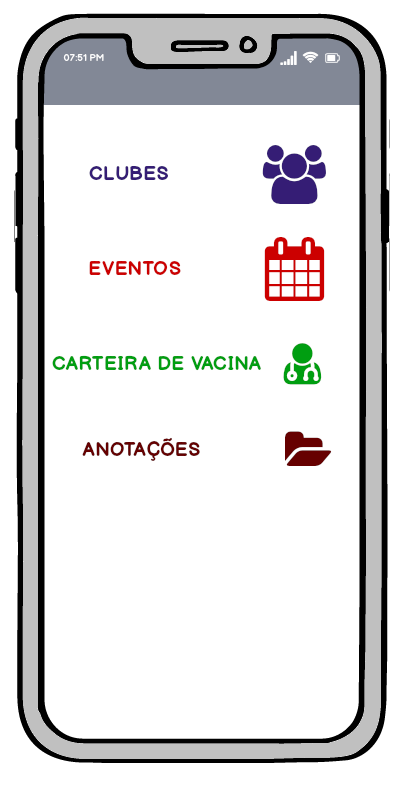 07:51 PM
CLUBES
EVENTOS
CARTEIRA DE VACINA
ANOTAÇÕES